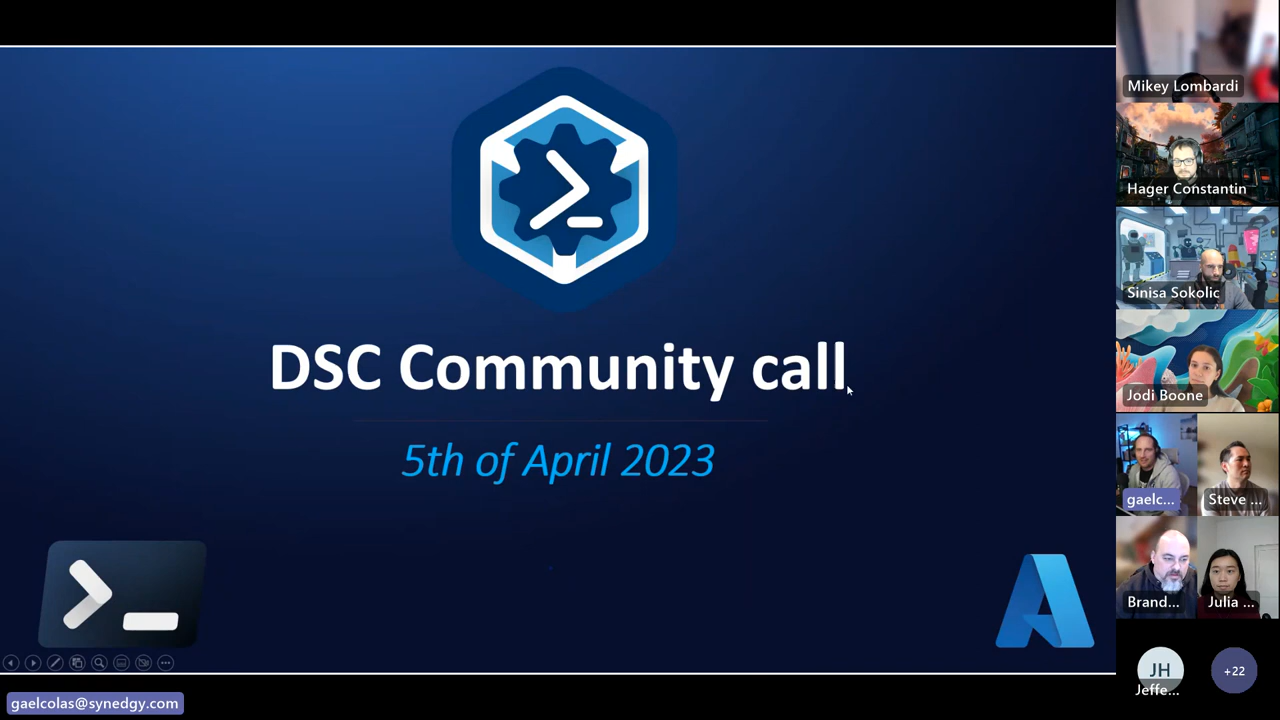 DSC Community call
5th of April 2023
gaelcolas@synedgy.com
Mikey Lombardi
Hager Constantin
Sinisa Sokolic
Jodi Boone
gaelc...
Steve ...
Brand...
Julia ...
JH
Jeffe...
+22